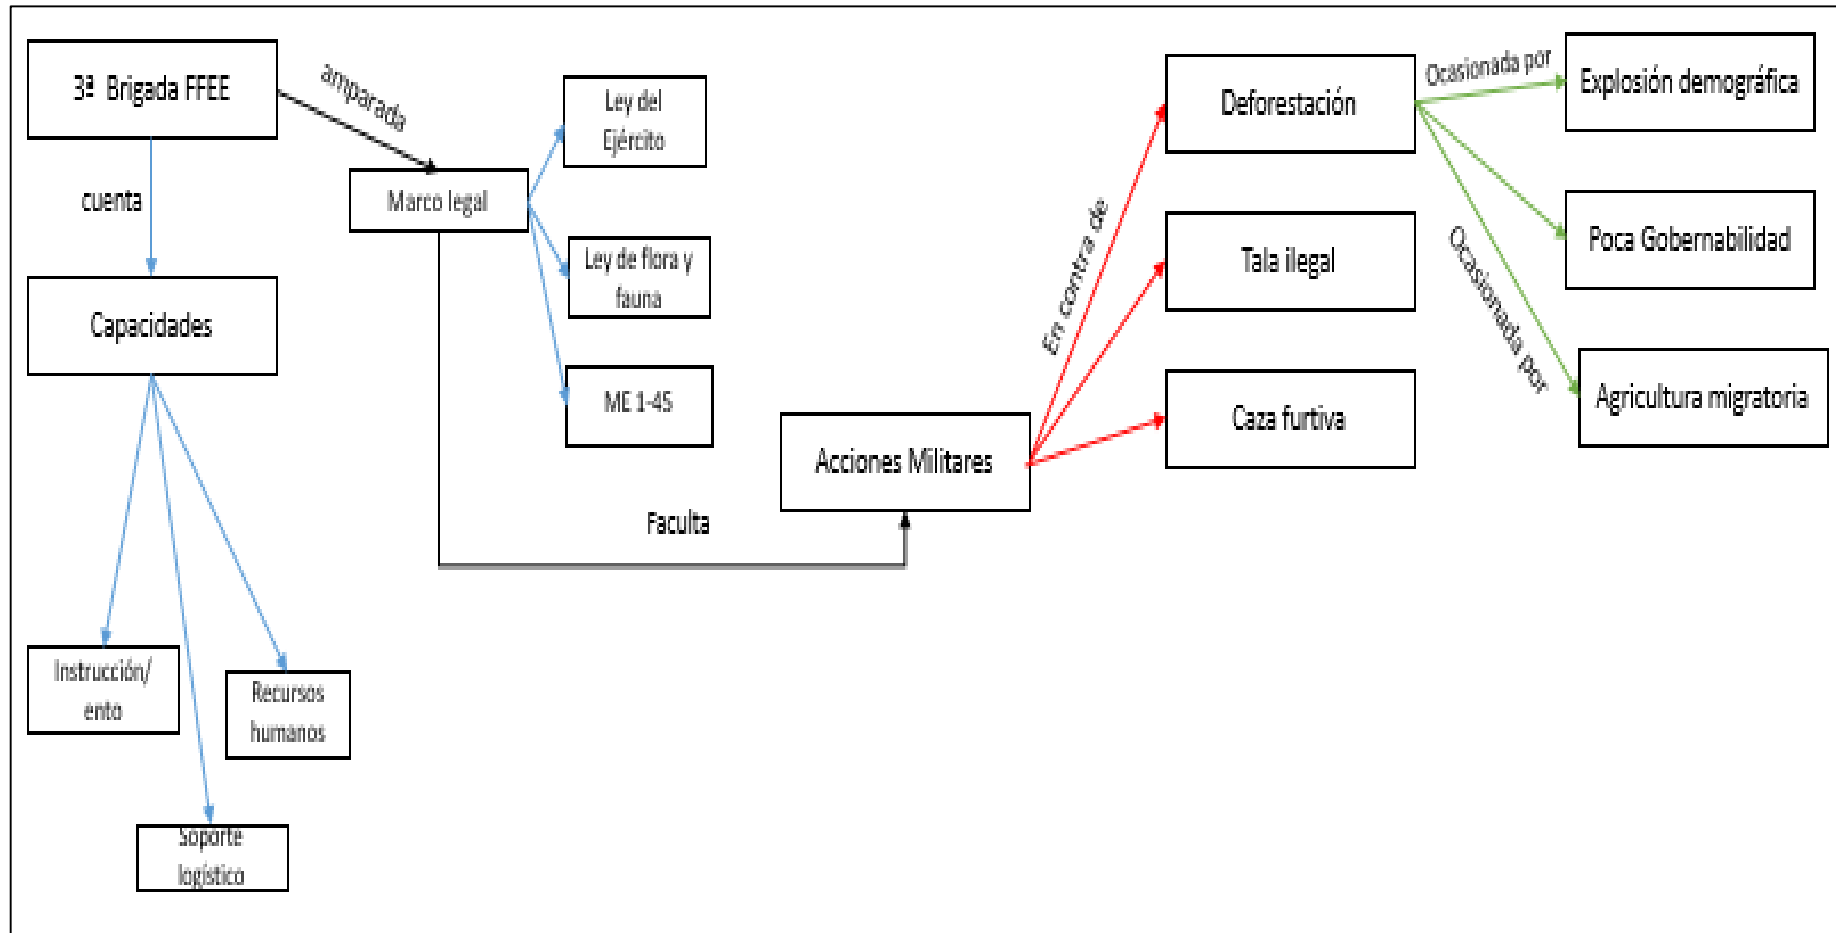 3ª Brigada FFEE
amparada
cuenta
Marco legal
Ley del
Ejército
Ley de flora y
fauna
ME 1-45
Capacidades
Instrucción/
ento
Recursos
humanos
Soporte
logístico
Faculta
Acciones Militares
En contra de
Deforestación
Tala ilegal
Caza furtiva
Ocasionada por
Ocasionada por
Explosión demográfica
Poca Gobernabilidad
Agricultura migratoria